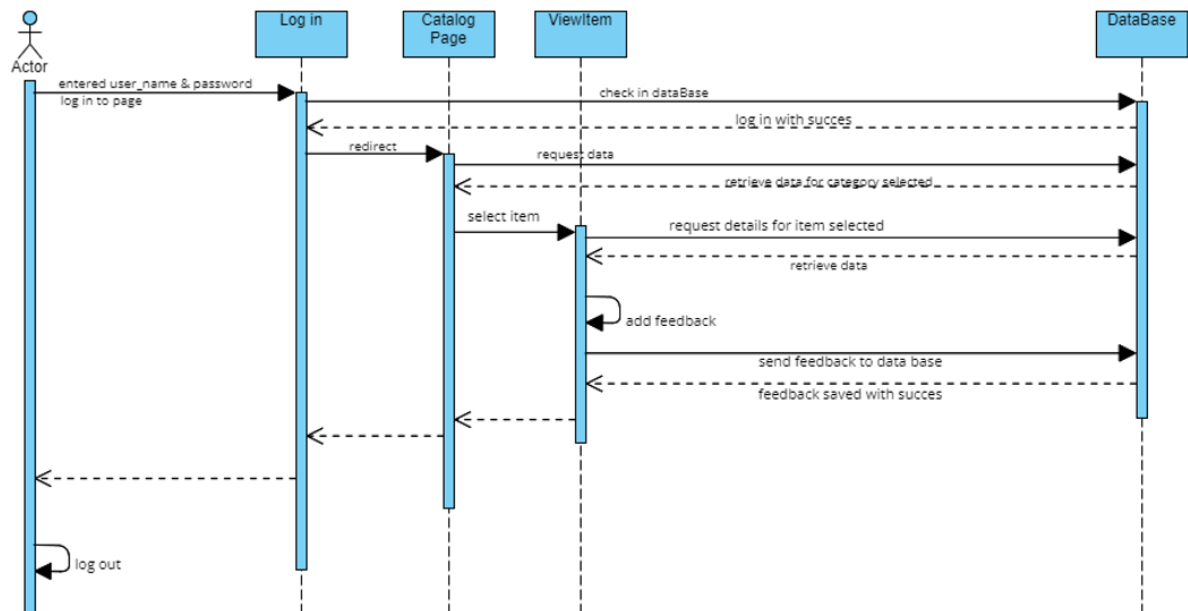 Log in
Catalog
Page
ViewItem
DataBase
Actor
entered user_name & password
log in to page
check in dataBase
log in with succes
redirect
request data
retrieve data for category selected
select item
request details for item selected
retrieve data
add feedback
send feedback to data base
feedback saved with succes
log out